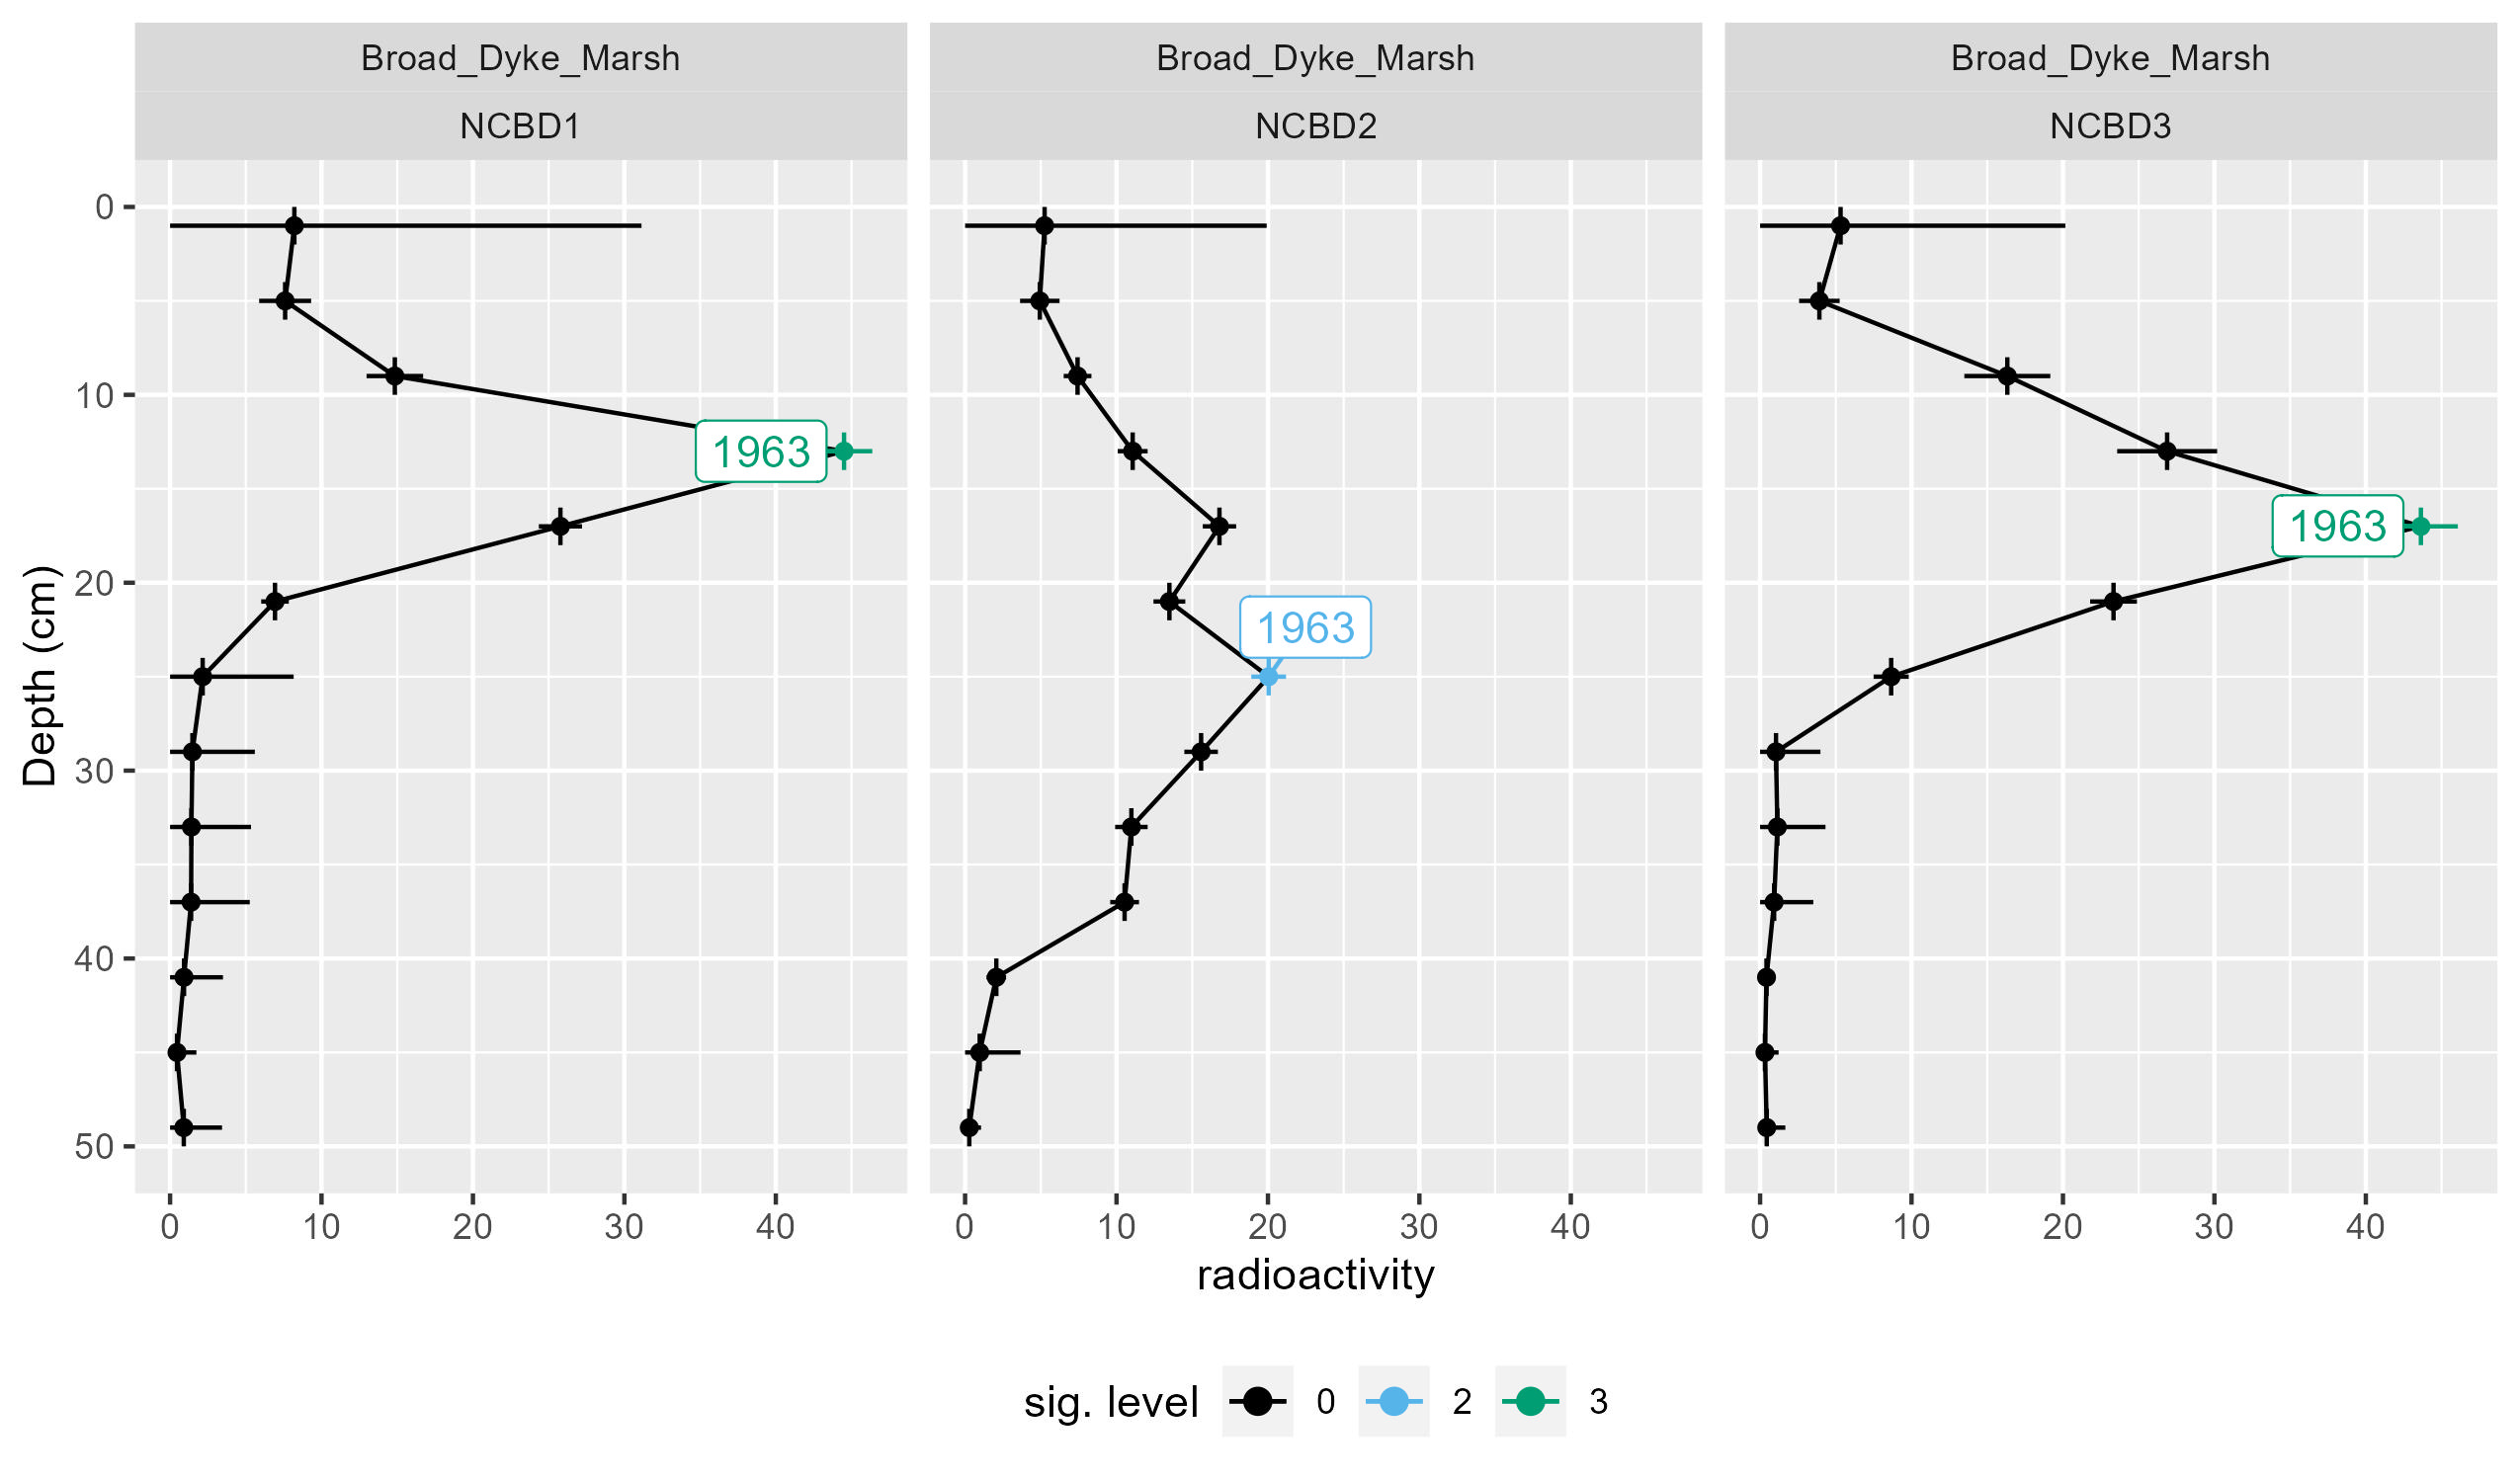 Broad_Dyke_Marsh Broad_Dyke_Marsh Broad_Dyke_Marsh
NCBD1 NCBD2 NCBD3
Depth (cm)
0
10
20
30
40
50
1963
1963
1963
0 10 20 30 40 0 10 20 30 40 0 10 20 30 40
radioactivity
sig. level 0 2 3